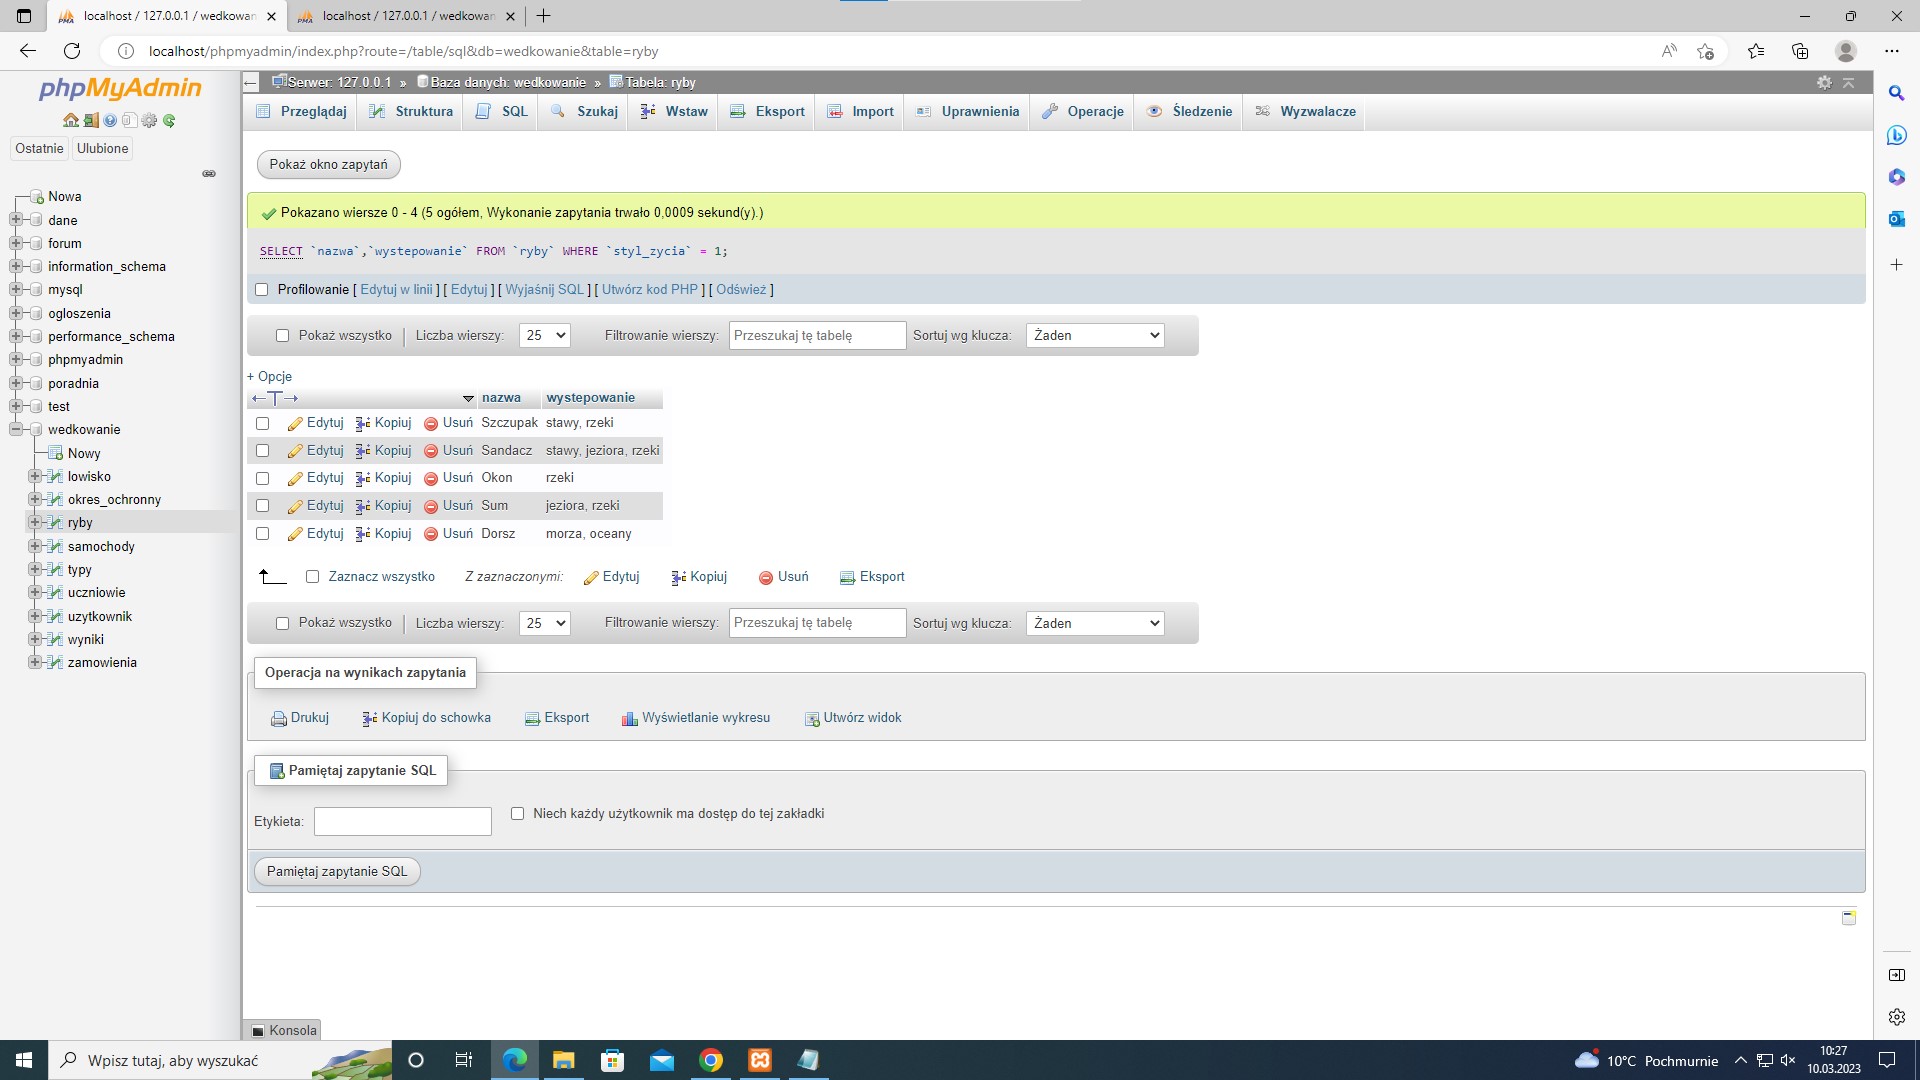 localhost / 127.0.0.1 / wedkowan
localhost / 127.0.0.1 / wedkowan
localhost/phpmyadmin/index.php?route=/table/sql&db=wedkowanie&table=ryby
phpMyAdmin
Ostatnie Ulubione
Nowa
dane
forum
information_schema
mysql
ogloszenia
performance_schema
phpmyadmin
poradnia
test
wedkowanie
Nowy
lowisko
okres_ochronny
ryby
samochody
typy
uczniowie
uzytkownik
wyniki
zamowienia
Serwer: 127.0.0.1 » Baza danych: wedkowanie » Tabela: ryby
Przeglądaj Struktura SQL Szukaj Wstaw Eksport Import Uprawnienia Operacje Śledzenie Wyzwalacze
Pokaż okno zapytań
Pokazano wiersze 0 - 4 (5 ogółem, Wykonanie zapytania trwało 0,0009 sekund(y).)
SELECT `nazwa`,`wystepowanie` FROM `ryby` WHERE `styl_zycia` = 1;
Profilowanie [ Edytuj w linii ] [ Edytuj ] [ Wyjaśnij SQL ] [ Utwórz kod PHP ] [ Odśwież ]
Pokaż wszystko Liczba wierszy: 25 Filtrowanie wierszy: Przeszukaj tę tabelę Sortuj wg klucza: Żaden
+ Opcje
←T→ nazwa wystepowanie
Edytuj Kopiuj Usuń Szczupak stawy, rzeki
Edytuj Kopiuj Usuń Sandacz stawy, jeziora, rzeki
Edytuj Kopiuj Usuń Okon rzeki
Edytuj Kopiuj Usuń Sum jeziora, rzeki
Edytuj Kopiuj Usuń Dorsz morza, oceany
Zaznacz wszystko Z zaznaczonymi: Edytuj Kopiuj Usuń Eksport
Pokaż wszystko Liczba wierszy: 25 Filtrowanie wierszy: Przeszukaj tę tabelę Sortuj wg klucza: Żaden
Operacja na wynikach zapytania
Drukuj Kopiuj do schowka Eksport Wyświetlanie wykresu Utwórz widok
Pamiętaj zapytanie SQL
Etykieta: Niech każdy użytkownik ma dostęp do tej zakładki
Pamiętaj zapytanie SQL
Konsola
Wpisz tutaj, aby wyszukać
10°C Pochmurnie
10:27
10.03.2023